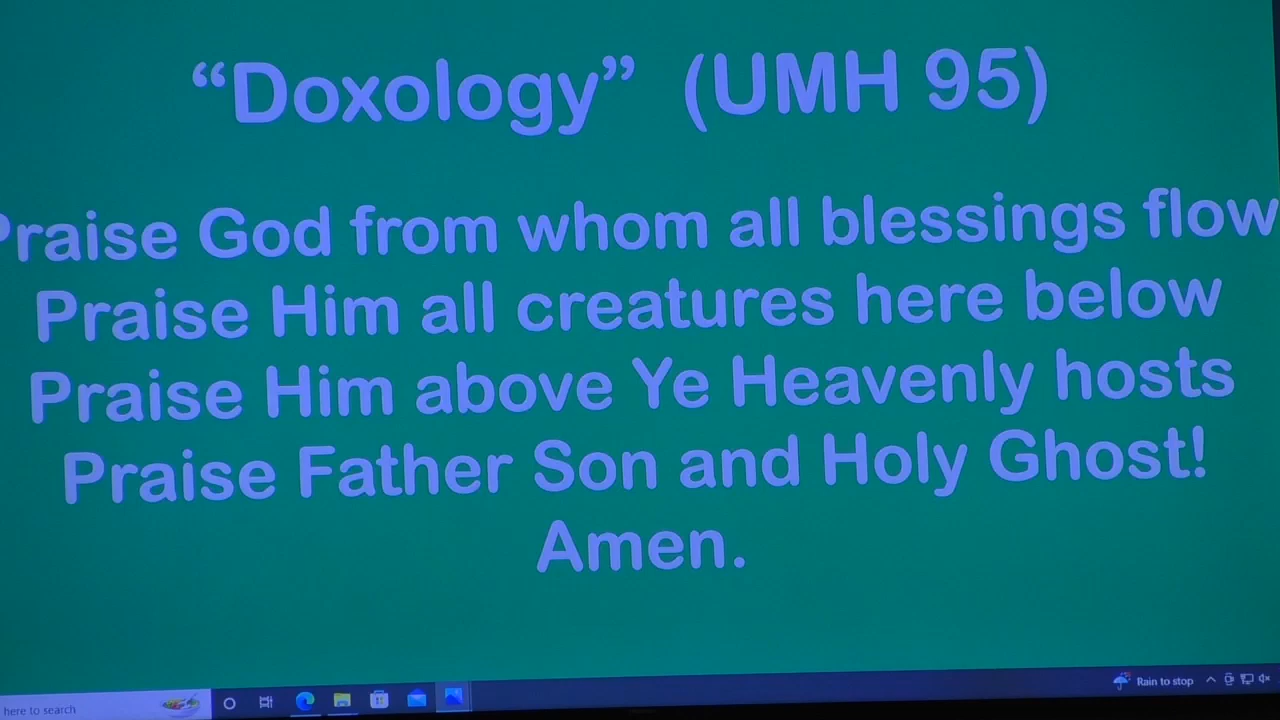 “Doxology” (UMH 95)
Praise God from whom all blessings flow
Praise Him all creatures here below
Praise Him above Ye Heavenly hosts
Praise Father Son and Holy Ghost!
Amen.
here to search
Rain to stop